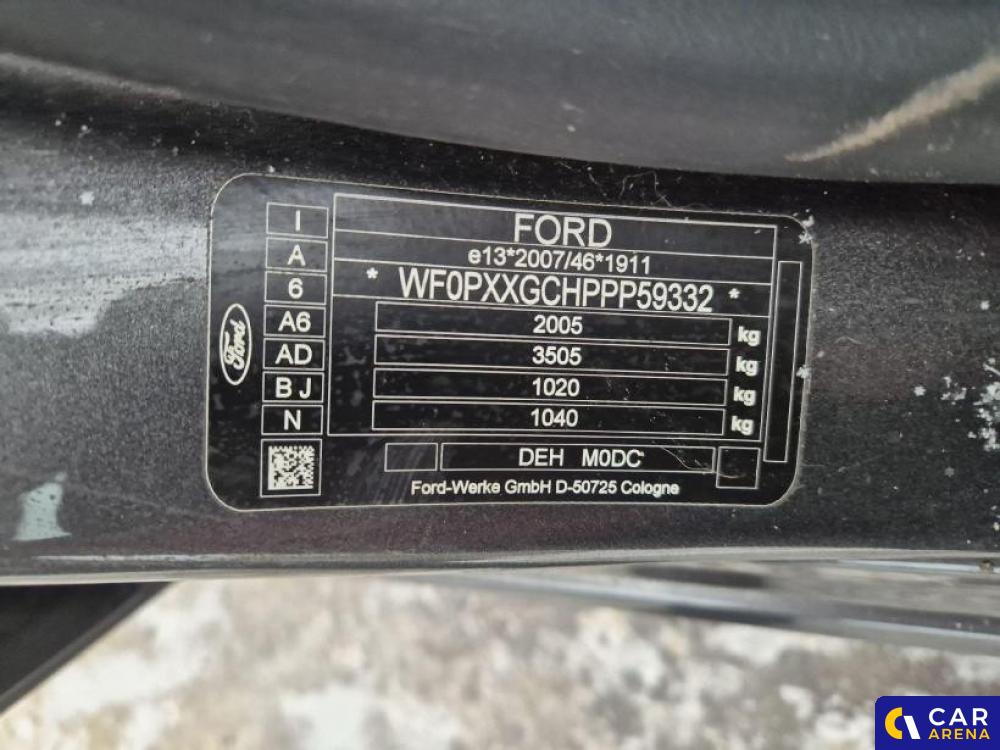 I
A
6
A6
AD
B J
N
Ford
FORD
e13*2007/46*1911
* WF0PXXGCHPPP59332 *
2005 kg
3505 kg
1020 kg
1040 kg
DEH M0DC
Ford-Werke GmbH D-50725 Cologne
CAR
ARENA